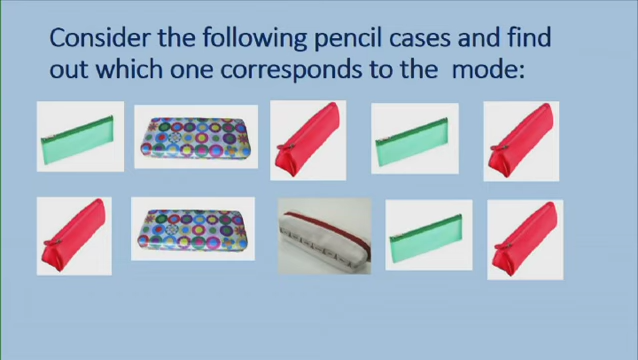 Consider the following pencil cases and find
out which one corresponds to the mode: